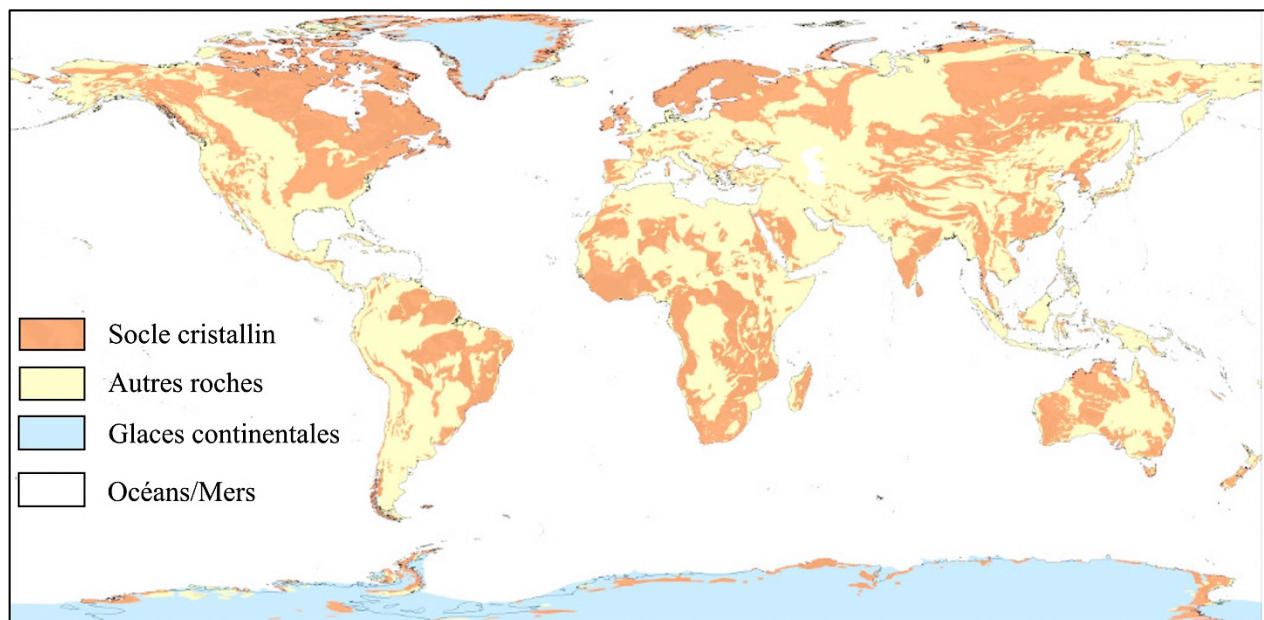 Socle cristallin
Autres roches
Glaces continentales
Océans/Mers